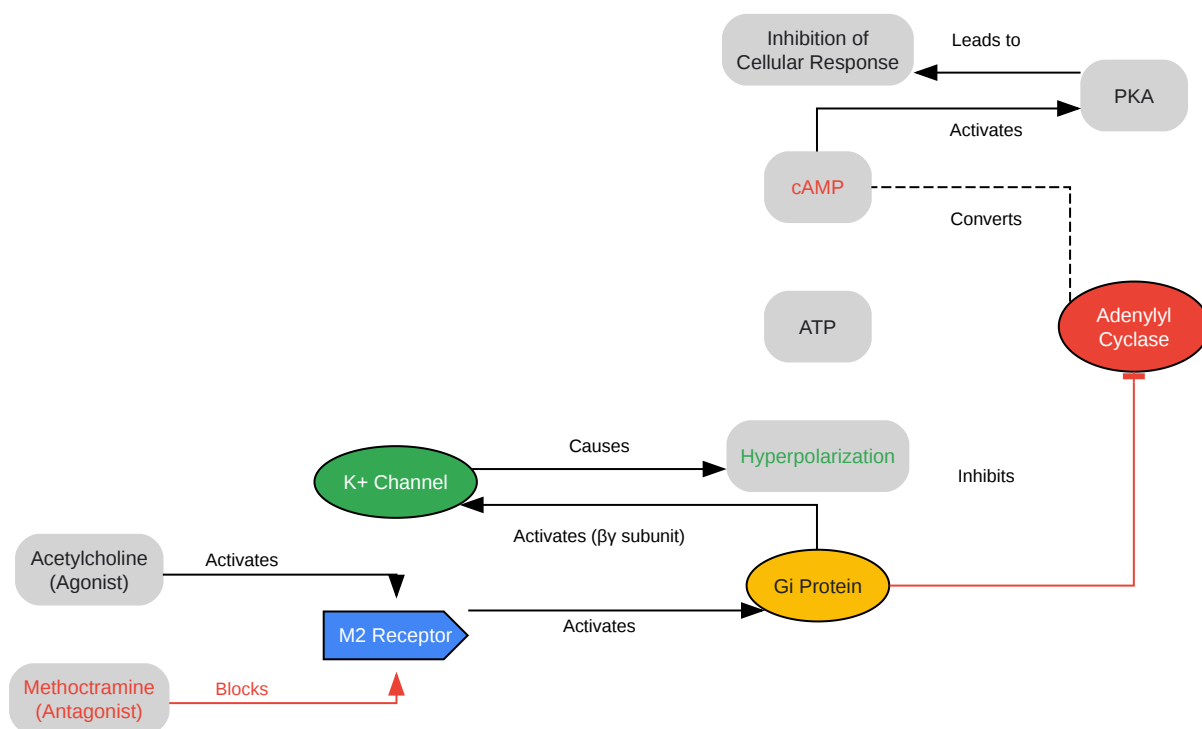 Inhibition of
Cellular Response
Leads to
PKA
Activates
cAMP
Converts
ATP
Adenylyl
Cyclase
Causes
K+ Channel
Hyperpolarization
Inhibits
Activates (βγ subunit)
Acetylcholine
(Agonist)
Activates
Gi Protein
M2 Receptor
Activates
Methoctramine
(Antagonist)
Blocks